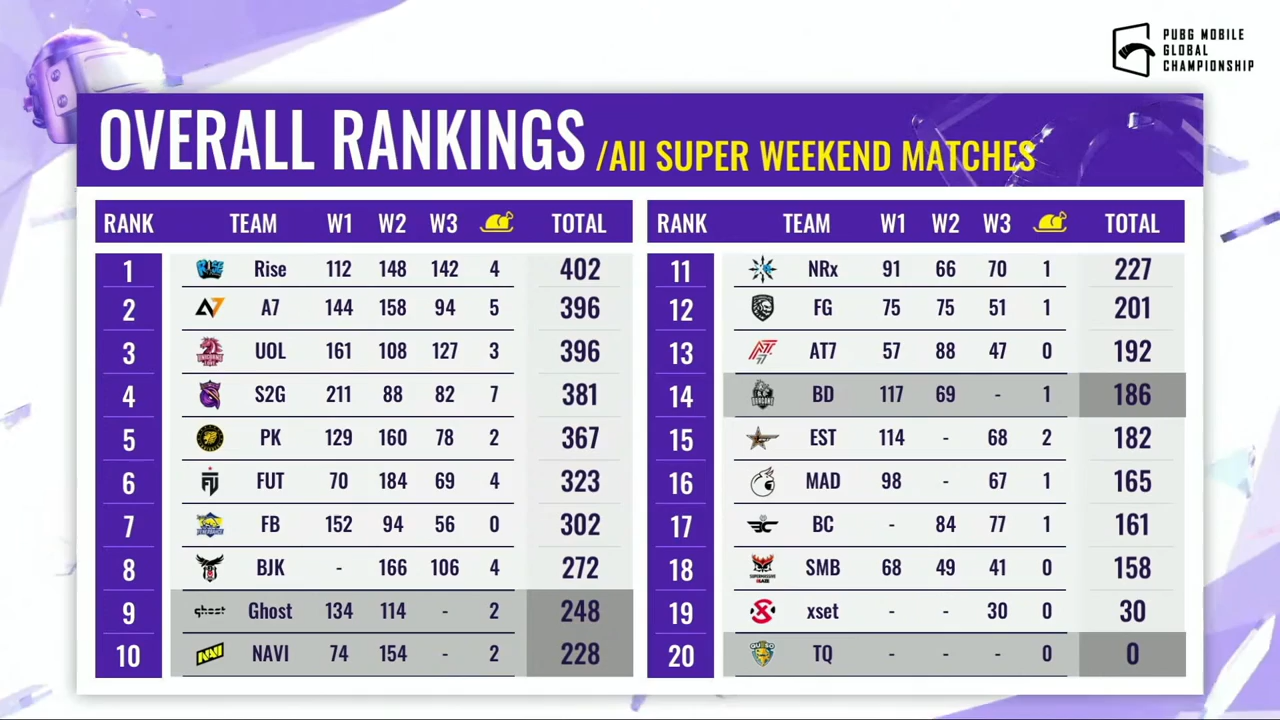 PUBG MOBILE
GLOBAL
CHAMPIONSHIP
OVERALL RANKINGS /All SUPER WEEKEND MATCHES
RANK TEAM W1 W2 W3 TOTAL
1 Rise 112 148 142 4 402
2 A7 144 158 94 5 396
3 UOL 161 108 127 3 396
4 S2G 211 88 82 7 381
5 PK 129 160 78 2 367
6 FUT 70 184 69 4 323
7 FB 152 94 56 0 302
8 BJK - 166 106 4 272
9 ghost Ghost 134 114 - 2 248
10 NAVI 74 154 - 2 228
RANK TEAM W1 W2 W3 TOTAL
11 NRx 91 66 70 1 227
12 FG 75 75 51 1 201
13 AT7 57 88 47 0 192
14 BD 117 69 - 1 186
15 EST 114 - 68 2 182
16 MAD 98 - 67 1 165
17 BC - 84 77 1 161
18 SMB 68 49 41 0 158
19 xset - - 30 0 30
20 TQ - - - 0 0